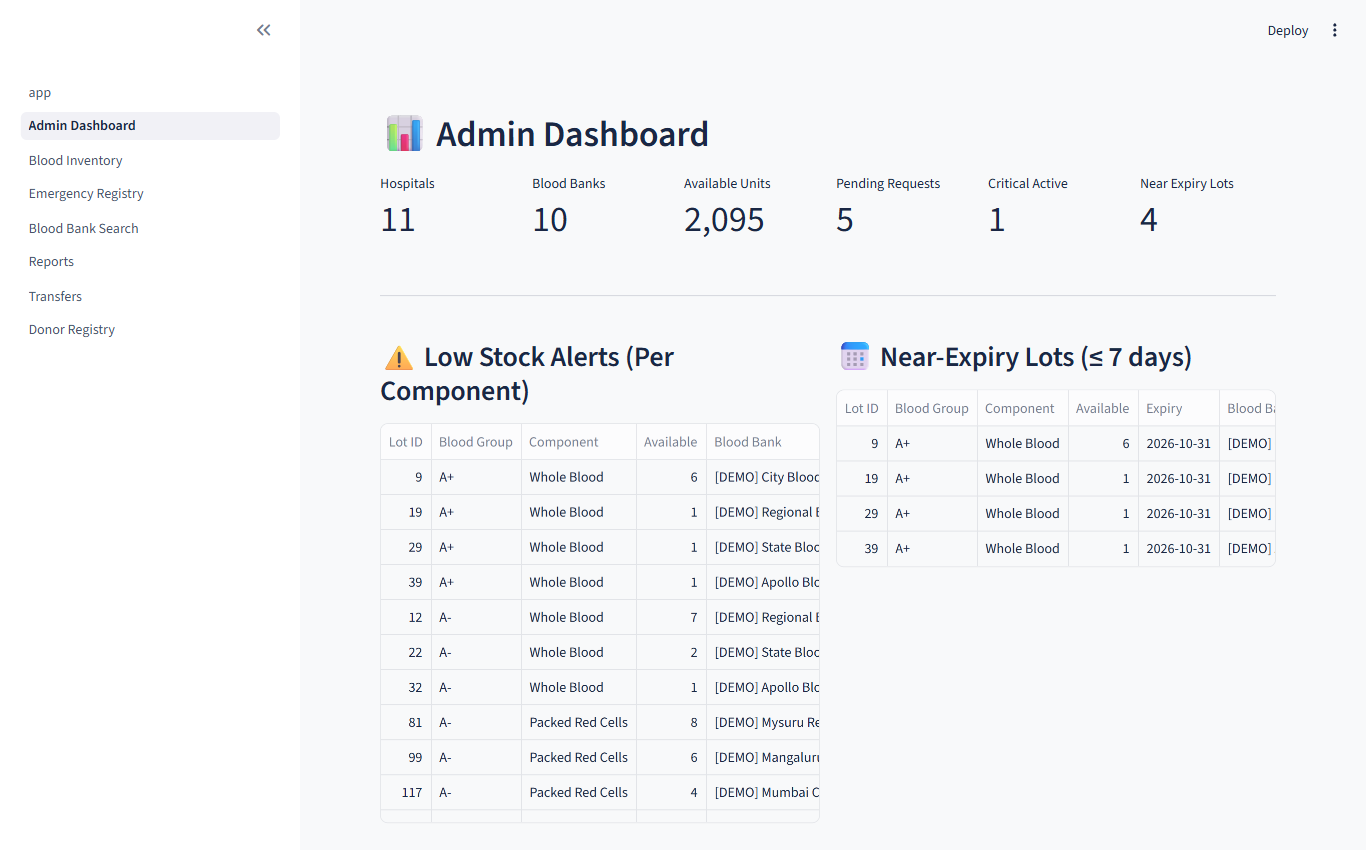 Deploy
app
Admin Dashboard
Blood Inventory
Emergency Registry
Blood Bank Search
Reports
Transfers
Donor Registry
Admin Dashboard
Hospitals Blood Banks Available Units Pending Requests Critical Active Near Expiry Lots
11 10 2,095 5 1 4
Low Stock Alerts (Per
Component)
Lot ID Blood Group Component Available Blood Bank
9 A+ Whole Blood 6 [DEMO] City Blood
19 A+ Whole Blood 1 [DEMO] Regional
29 A+ Whole Blood 1 [DEMO] State Bloo
39 A+ Whole Blood 1 [DEMO] Apollo Blo
12 A- Whole Blood 7 [DEMO] Regional
22 A- Whole Blood 2 [DEMO] State Bloo
32 A- Whole Blood 1 [DEMO] Apollo Blo
81 A- Packed Red Cells 8 [DEMO] Mysuru Re
99 A- Packed Red Cells 6 [DEMO] Mangalur
117 A- Packed Red Cells 4 [DEMO] Mumbai C
Near-Expiry Lots (≤ 7 days)
Lot ID Blood Group Component Available Expiry Blood Ba
9 A+ Whole Blood 6 2026-10-31 [DEMO]
19 A+ Whole Blood 1 2026-10-31 [DEMO]
29 A+ Whole Blood 1 2026-10-31 [DEMO]
39 A+ Whole Blood 1 2026-10-31 [DEMO]